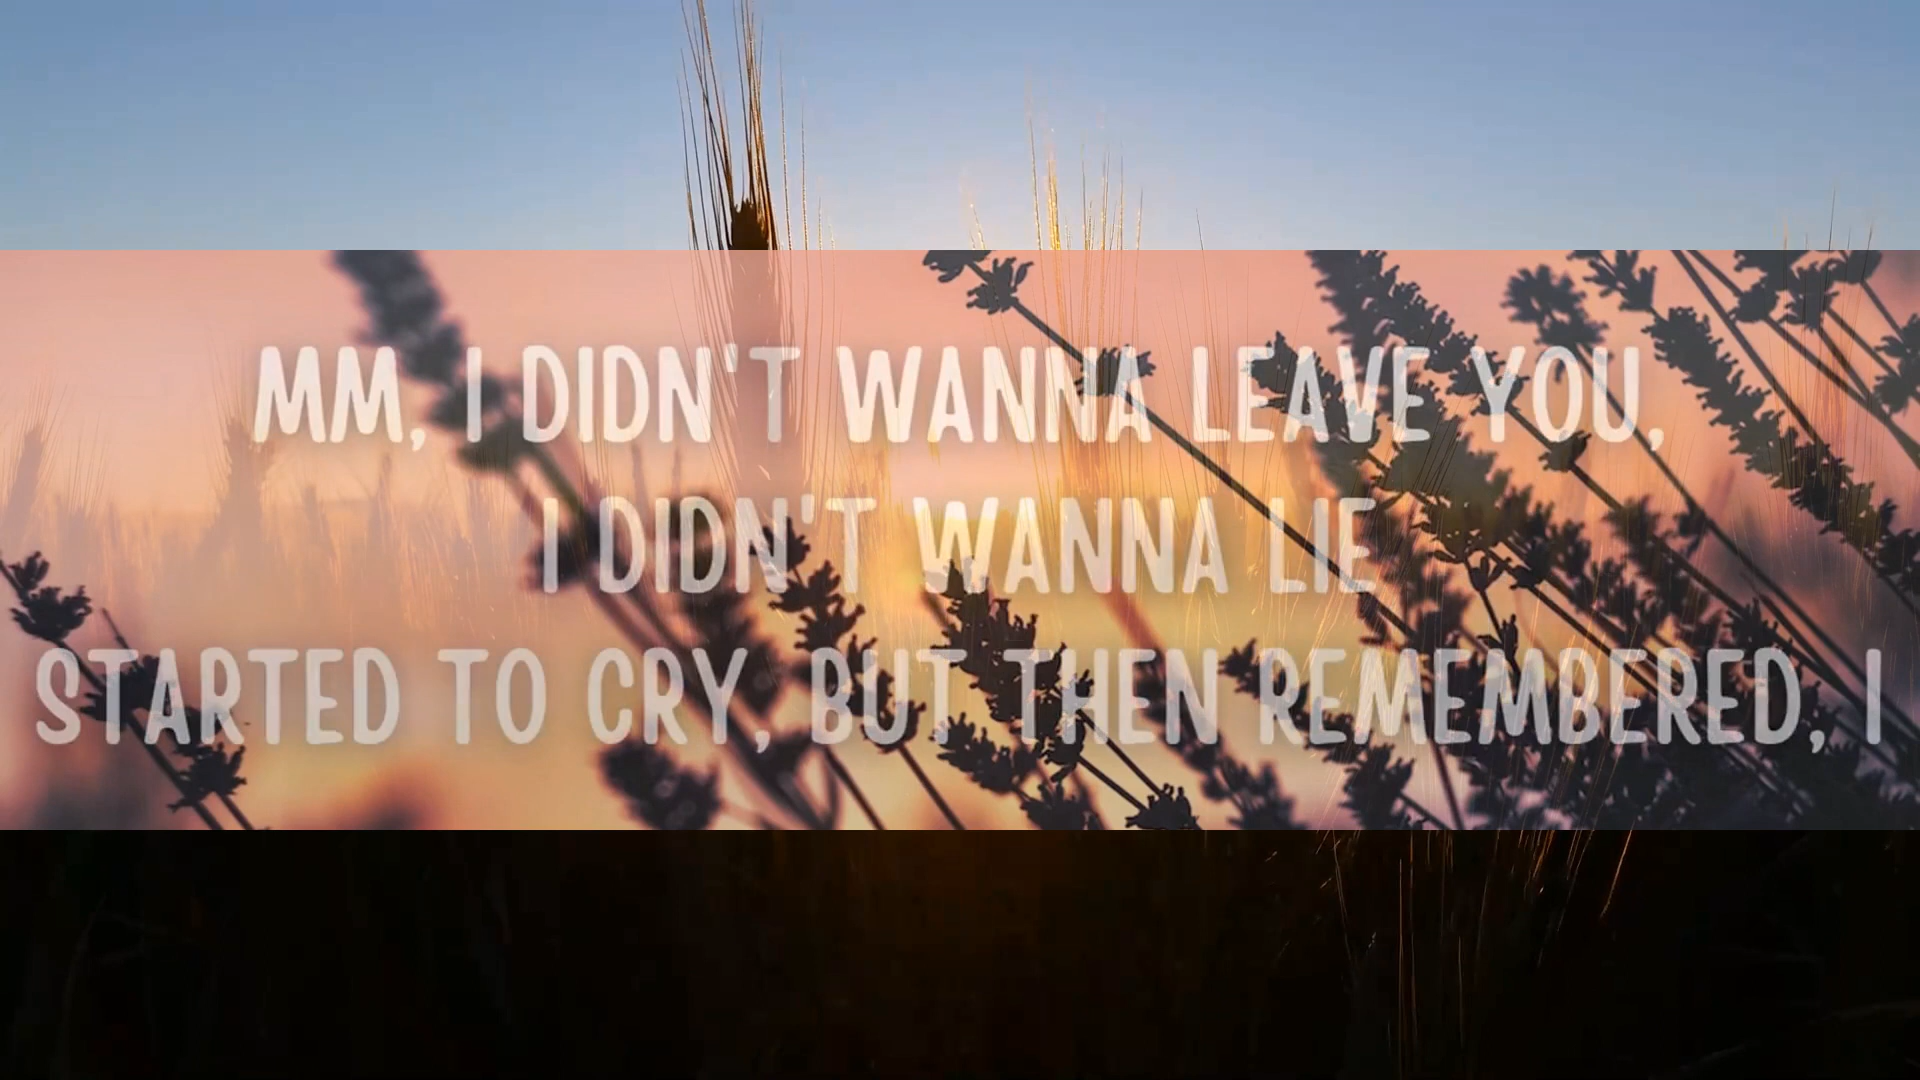 MM, I DIDN'T WANNA LEAVE YOU,
I DIDN'T WANNA LIE
STARTED TO CRY, BUT THEN REMEMBERED, I